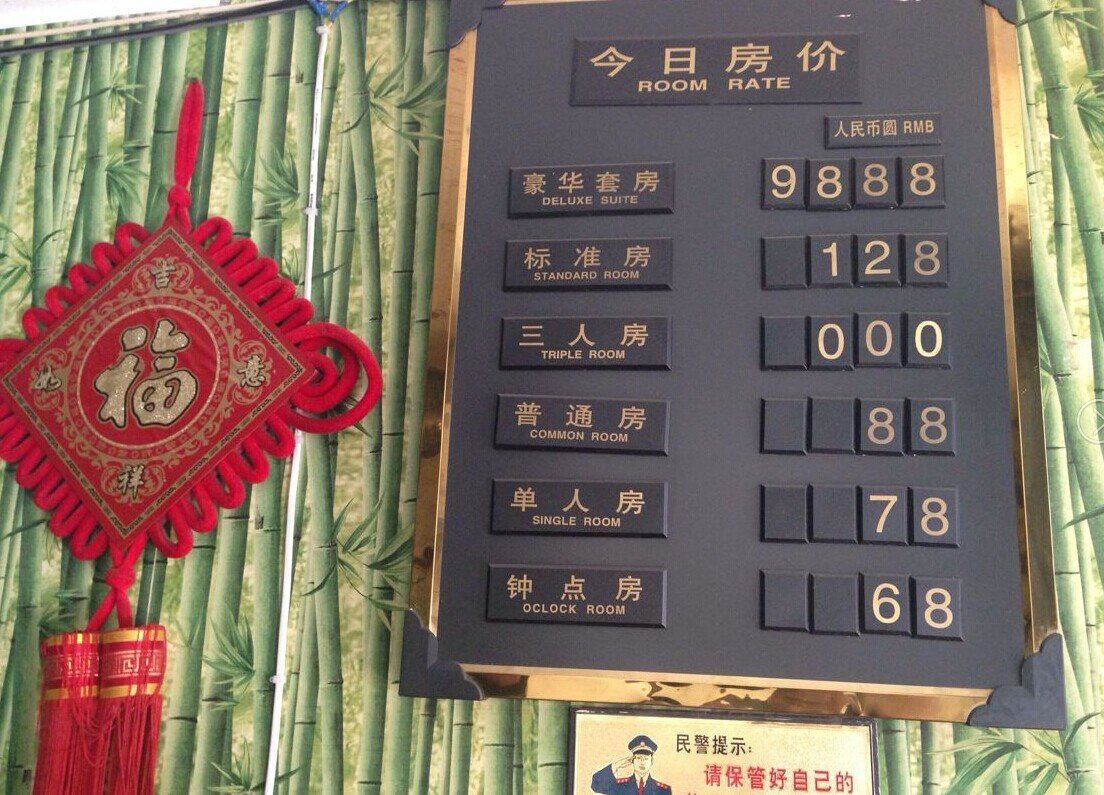 今日房价
ROOM RATE
人民币圆 RMB
豪华套房 9888
DELUXE SUITE
标准房 128
STANDARD ROOM
三人房 000
TRIPLE ROOM
普通房 88
COMMON ROOM
单人房 78
SINGLE ROOM
钟点房 68
OCLOCK ROOM
吉
福
如 意
祥
民警提示:
请保管好自己的